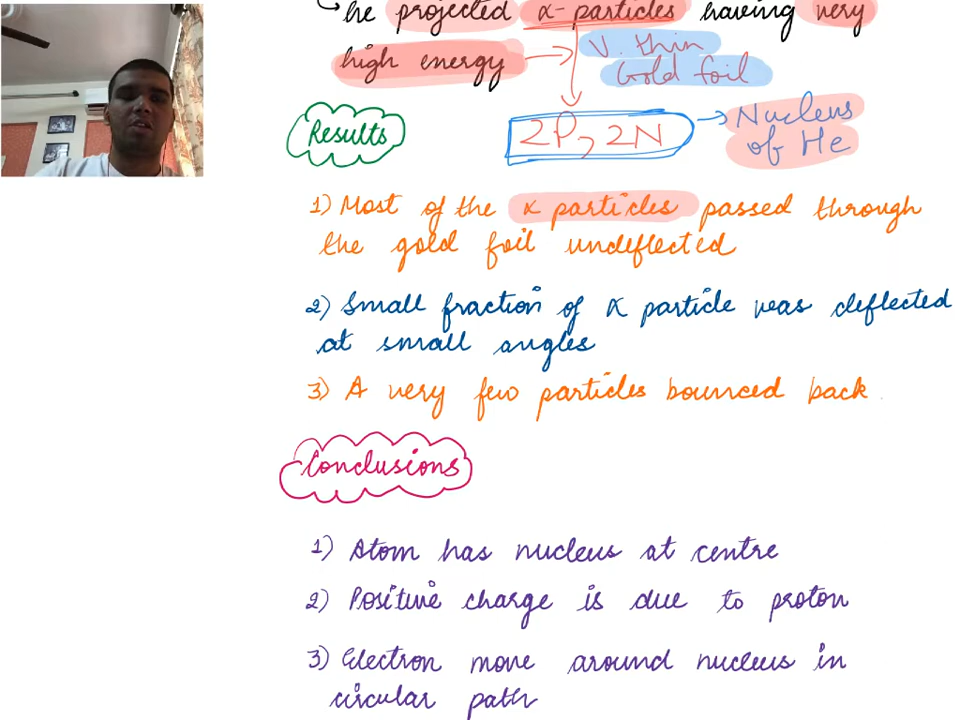 he projected α-particles having very
high energy
V. thin
Gold foil
Results
2P, 2N
Nucleus
of He
1) Most of the α particles passed through
the gold foil undeflected
2) Small fraction of α particle was deflected
at small angles
3) A very few particles bounced back
Conclusions
1) Atom has nucleus at centre
2) Positive charge is due to proton
3) Electron move around nucleus in
circular path